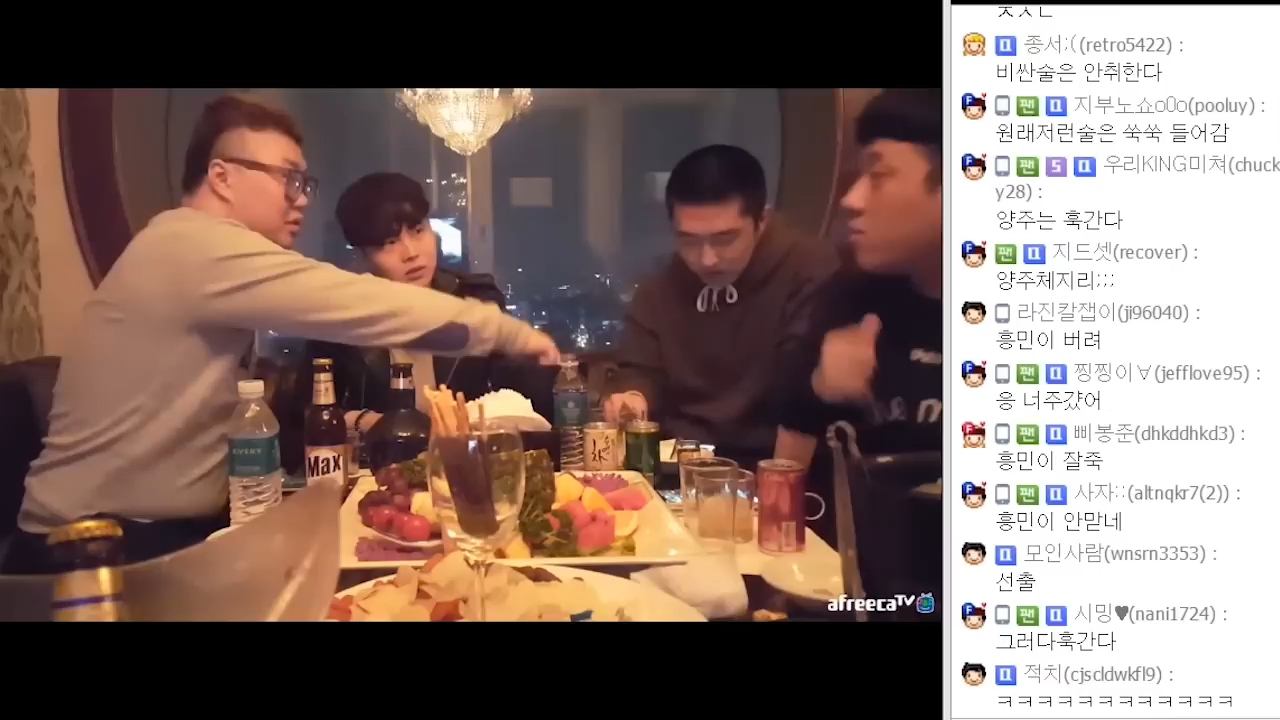 종서;((retro5422) :
비싼술은 안취한다
지부노쇼o0o(pooluy) :
원래저런술은 쑥쑥 들어감
우리KING미쳐(chuck
y28) :
양주는 훅간다
지드셋(recover) :
양주체지리;;;
라진칼잽이(ji96040) :
흥민이 버려
찡찡이∀(jefflove95) :
응 너주갔어
삐봉준(dhkddhkd3) :
흥민이 잘죽
사자::(altnqkr7(2)) :
흥민이 안맏네
모인사람(wnsrn3353) :
선출
시밍♥(nani1724) :
그러다훅간다
적치(cjscldwkfl9) :
ㅋㅋㅋㅋㅋㅋㅋㅋㅋㅋㅋㅋ
Max
afreecaTV